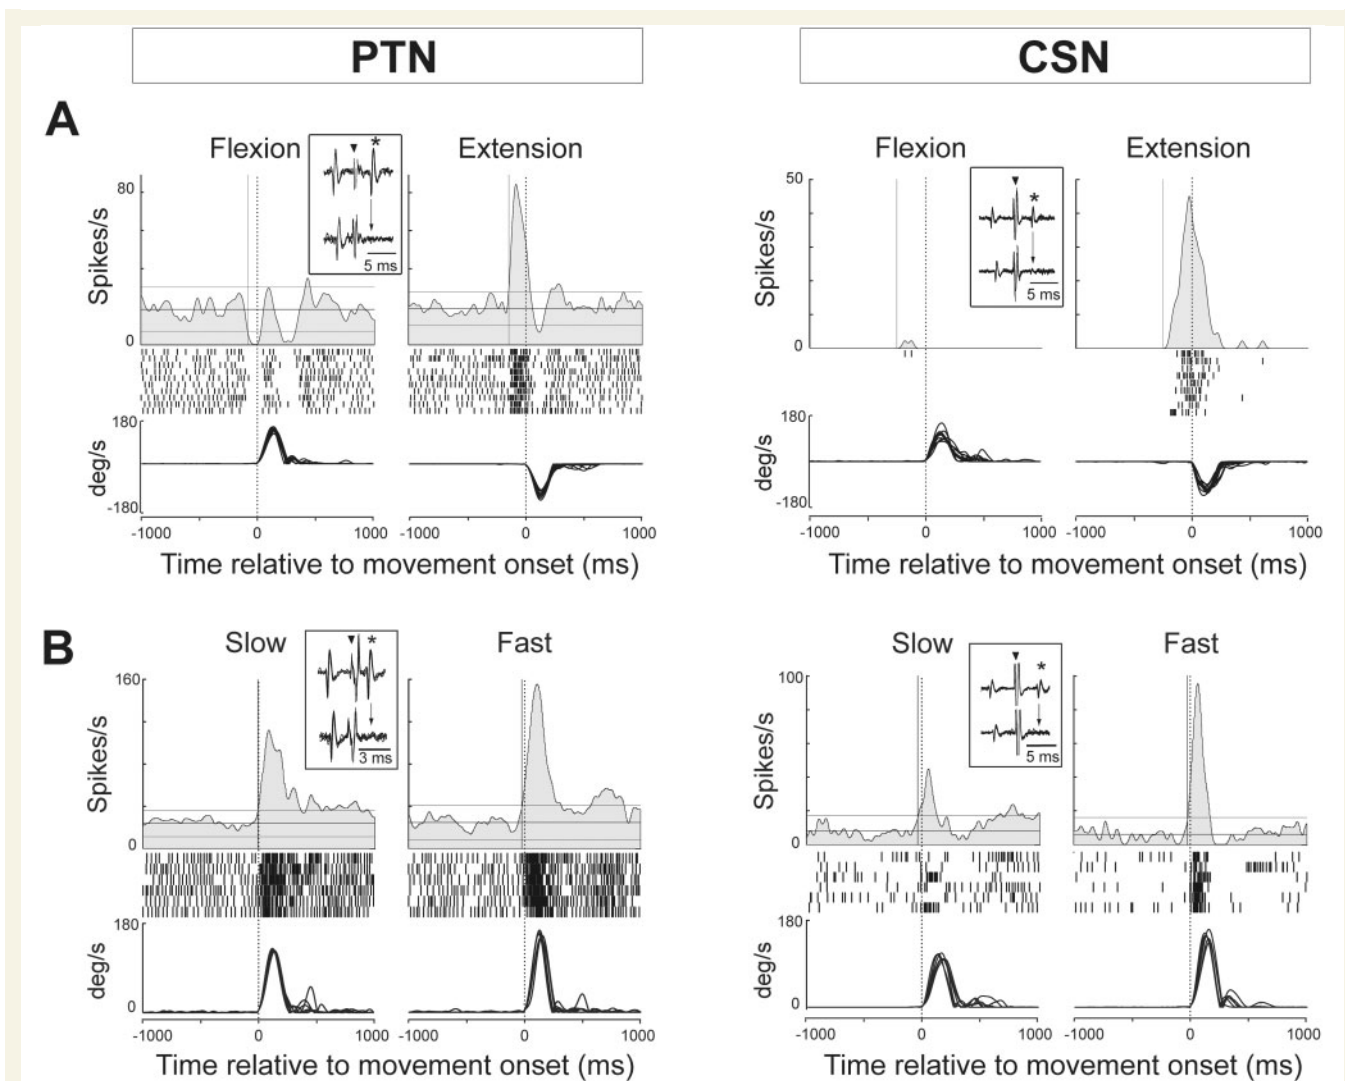 PTN CSN
A
Flexion * Extension Flexion * Extension
5 ms 5 ms
Spikes/s 80 0 Spikes/s 50 0
deg/s 180 -180 deg/s 180 -180
-1000 0 1000 -1000 0 1000 -1000 0 1000 -1000 0 1000
Time relative to movement onset (ms) Time relative to movement onset (ms)
B
Slow * Fast Slow * Fast
3 ms 5 ms
Spikes/s 160 0 Spikes/s 100 0
deg/s 180 0 deg/s 180 0
-1000 0 1000 -1000 0 1000 -1000 0 1000 -1000 0 1000
Time relative to movement onset (ms) Time relative to movement onset (ms)